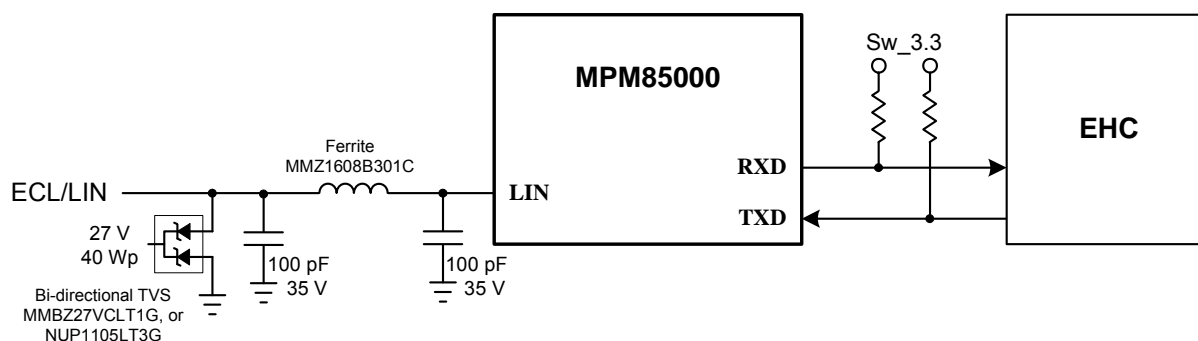 Sw_3.3
MPM85000
EHC
Ferrite
MMZ1608B301C
RXD
ECL/LIN
LIN
TXD
27 V
40 Wp
100 pF
35 V
100 pF
35 V
Bi-directional TVS
MMBZ27VCLT1G, or
NUP1105LT3G